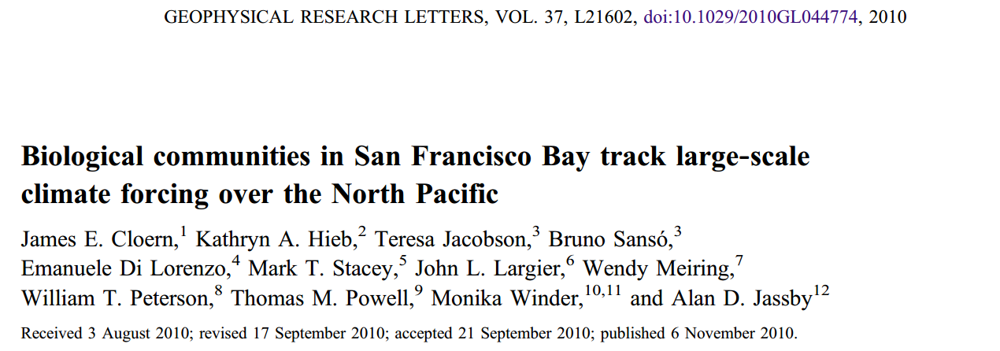 GEOPHYSICAL RESEARCH LETTERS, VOL. 37, L21602, doi:10.1029/2010GL044774, 2010
Biological communities in San Francisco Bay track large-scale
climate forcing over the North Pacific
James E. Cloern,1 Kathryn A. Hieb,2 Teresa Jacobson,3 Bruno Sansó,3
Emanuele Di Lorenzo,4 Mark T. Stacey,5 John L. Largier,6 Wendy Meiring,7
William T. Peterson,8 Thomas M. Powell,9 Monika Winder,10,11 and Alan D. Jassby12
Received 3 August 2010; revised 17 September 2010; accepted 21 September 2010; published 6 November 2010.